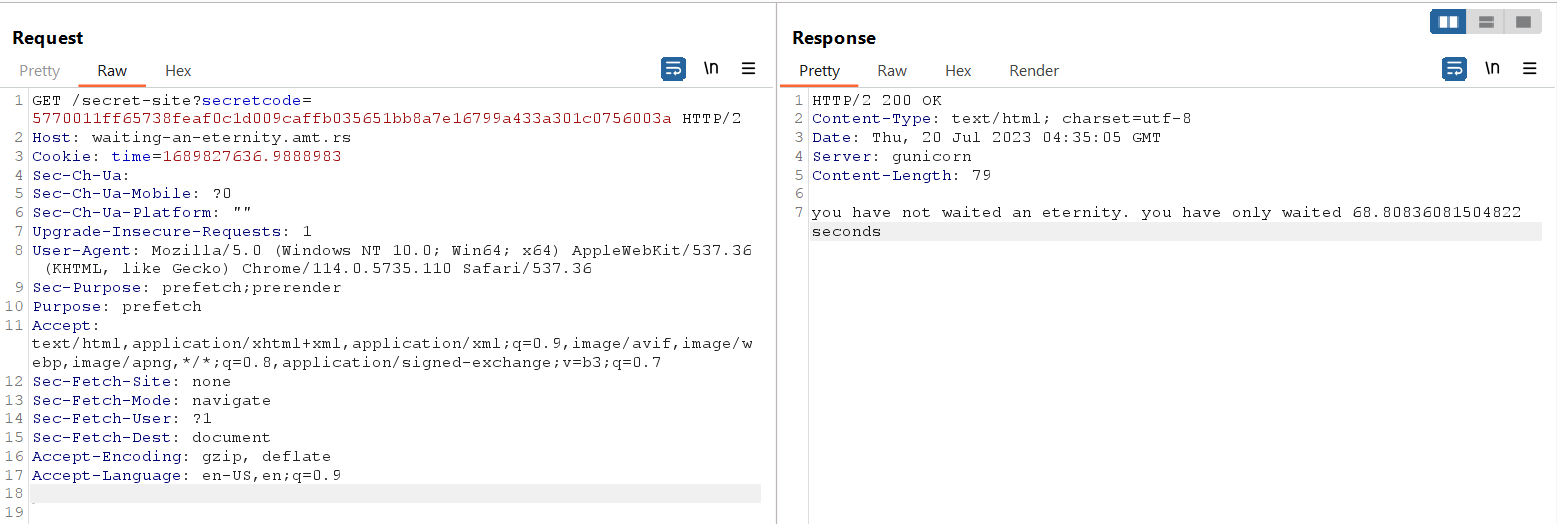 Request
Pretty Raw Hex \n
1 GET /secret-site?secretcode=
5770011ff65738feaf0c1d009caffb035651bb8a7e16799a433a301c0756003a HTTP/2
2 Host: waiting-an-eternity.amt.rs
3 Cookie: time=1689827636.9888983
4 Sec-Ch-Ua:
5 Sec-Ch-Ua-Mobile: ?0
6 Sec-Ch-Ua-Platform: ""
7 Upgrade-Insecure-Requests: 1
8 User-Agent: Mozilla/5.0 (Windows NT 10.0; Win64; x64) AppleWebKit/537.36
(KHTML, like Gecko) Chrome/114.0.5735.110 Safari/537.36
9 Sec-Purpose: prefetch;prerender
10 Purpose: prefetch
11 Accept:
text/html,application/xhtml+xml,application/xml;q=0.9,image/avif,image/w
ebp,image/apng,*/*;q=0.8,application/signed-exchange;v=b3;q=0.7
12 Sec-Fetch-Site: none
13 Sec-Fetch-Mode: navigate
14 Sec-Fetch-User: ?1
15 Sec-Fetch-Dest: document
16 Accept-Encoding: gzip, deflate
17 Accept-Language: en-US,en;q=0.9
18
19
Response
Pretty Raw Hex Render \n
1 HTTP/2 200 OK
2 Content-Type: text/html; charset=utf-8
3 Date: Thu, 20 Jul 2023 04:35:05 GMT
4 Server: gunicorn
5 Content-Length: 79
6
7 you have not waited an eternity. you have only waited 68.80836081504822
seconds